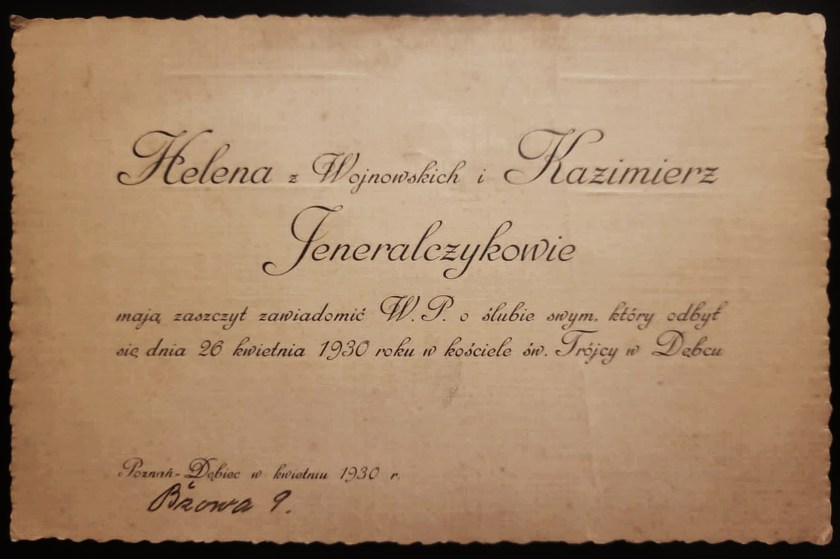 Helena z Wojnowskich i Kazimierz
Jeneralczykowie
mają zaszczyt zawiadomić W. P. o ślubie swym, który odbył
się dnia 26 kwietnia 1930 roku w kościele św. Trójcy w Dębcu
Poznań-Dębiec w kwietniu 1930 r.
Bżowa 9.